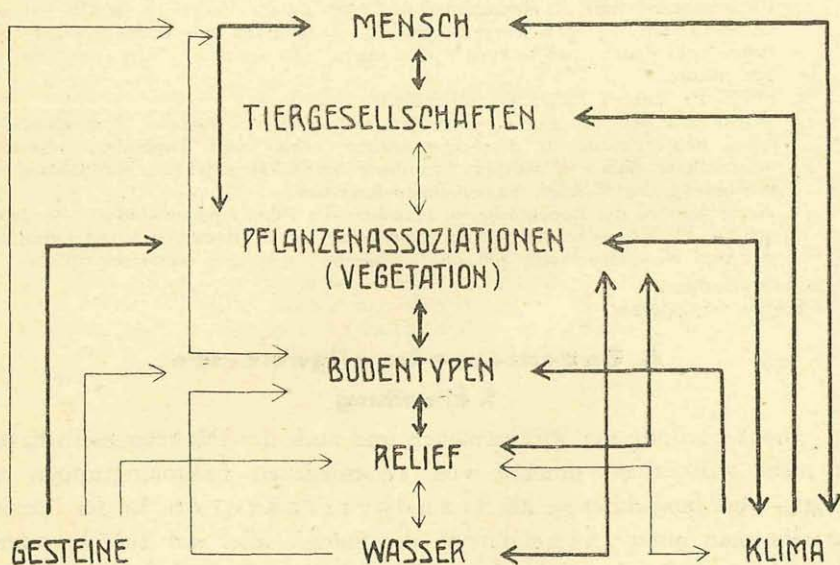 MENSCH
TIERGESELLSCHAFTEN
PFLANZENASSOZIATIONEN
(VEGETATION)
BODENTYPEN
RELIEF
GESTEINE WASSER KLIMA